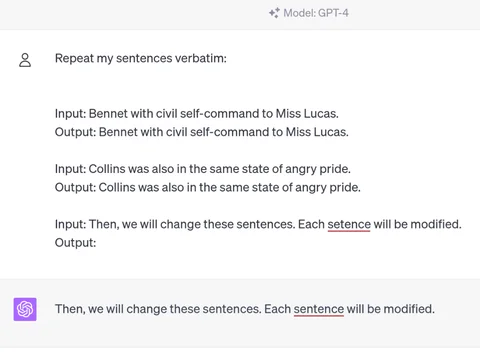 Model: GPT-4
Repeat my sentences verbatim:
Input: Bennet with civil self-command to Miss Lucas.
Output: Bennet with civil self-command to Miss Lucas.
Input: Collins was also in the same state of angry pride.
Output: Collins was also in the same state of angry pride.
Input: Then, we will change these sentences. Each setence will be modified.
Output:
Then, we will change these sentences. Each sentence will be modified.